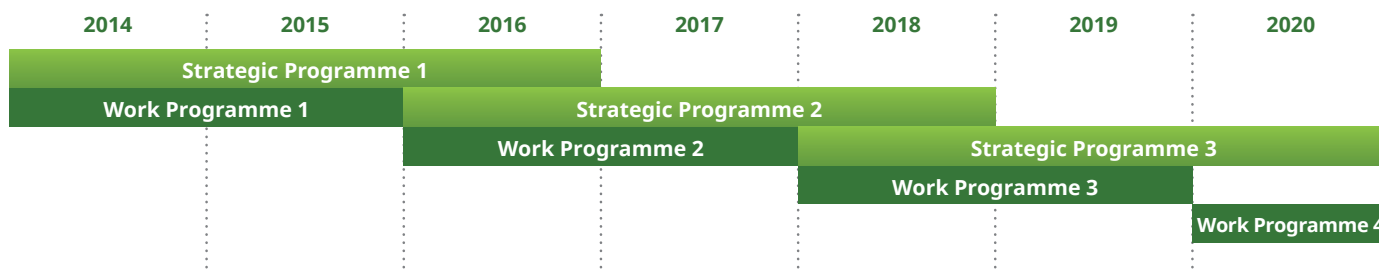 2014 2015 2016 2017 2018 2019 2020
Strategic Programme 1
Work Programme 1 Strategic Programme 2
Work Programme 2 Strategic Programme 3
Work Programme 3
Work Programme 4